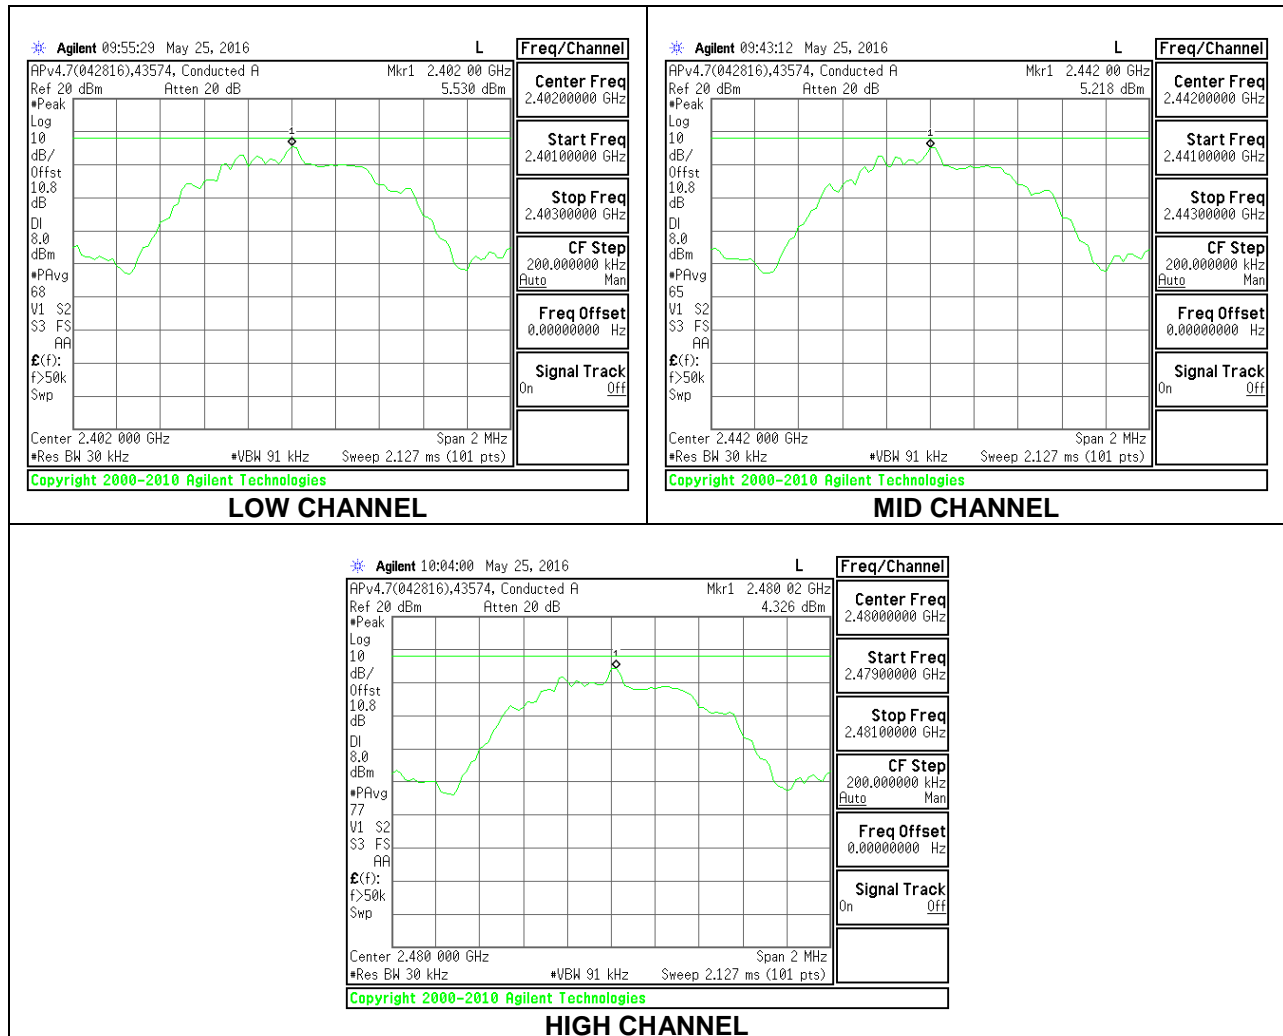 Agilent 09:55:29 May 25, 2016 L Freq/Channel
APv4.7(042816),43574, Conducted A Mkr1 2.402 00 GHz
Ref 20 dBm Atten 20 dB 5.530 dBm
#Peak
Log
10
dB/
Offst
10.8
dB
DI
8.0
dBm
#PAvg
68
V1 S2
S3 FS
AA
£(f):
f>50k
Swp
1
Center 2.402 000 GHz Span 2 MHz
#Res BW 30 kHz #VBW 91 kHz Sweep 2.127 ms (101 pts)
Center Freq
2.40200000 GHz
Start Freq
2.40100000 GHz
Stop Freq
2.40300000 GHz
CF Step
200.000000 kHz
Auto Man
Freq Offset
0.00000000 Hz
Signal Track
On Off
Copyright 2000-2010 Agilent Technologies
LOW CHANNEL
Agilent 09:43:12 May 25, 2016 L Freq/Channel
APv4.7(042816),43574, Conducted A Mkr1 2.442 00 GHz
Ref 20 dBm Atten 20 dB 5.218 dBm
#Peak
Log
10
dB/
Offst
10.8
dB
DI
8.0
dBm
#PAvg
65
V1 S2
S3 FS
AA
£(f):
f>50k
Swp
1
Center 2.442 000 GHz Span 2 MHz
#Res BW 30 kHz #VBW 91 kHz Sweep 2.127 ms (101 pts)
Center Freq
2.44200000 GHz
Start Freq
2.44100000 GHz
Stop Freq
2.44300000 GHz
CF Step
200.000000 kHz
Auto Man
Freq Offset
0.00000000 Hz
Signal Track
On Off
Copyright 2000-2010 Agilent Technologies
MID CHANNEL
Agilent 10:04:00 May 25, 2016 L Freq/Channel
APv4.7(042816),43574, Conducted A Mkr1 2.480 02 GHz
Ref 20 dBm Atten 20 dB 4.326 dBm
#Peak
Log
10
dB/
Offst
10.8
dB
DI
8.0
dBm
#PAvg
77
V1 S2
S3 FS
AA
£(f):
f>50k
Swp
1
Center 2.480 000 GHz Span 2 MHz
#Res BW 30 kHz #VBW 91 kHz Sweep 2.127 ms (101 pts)
Center Freq
2.48000000 GHz
Start Freq
2.47900000 GHz
Stop Freq
2.48100000 GHz
CF Step
200.000000 kHz
Auto Man
Freq Offset
0.00000000 Hz
Signal Track
On Off
Copyright 2000-2010 Agilent Technologies
HIGH CHANNEL